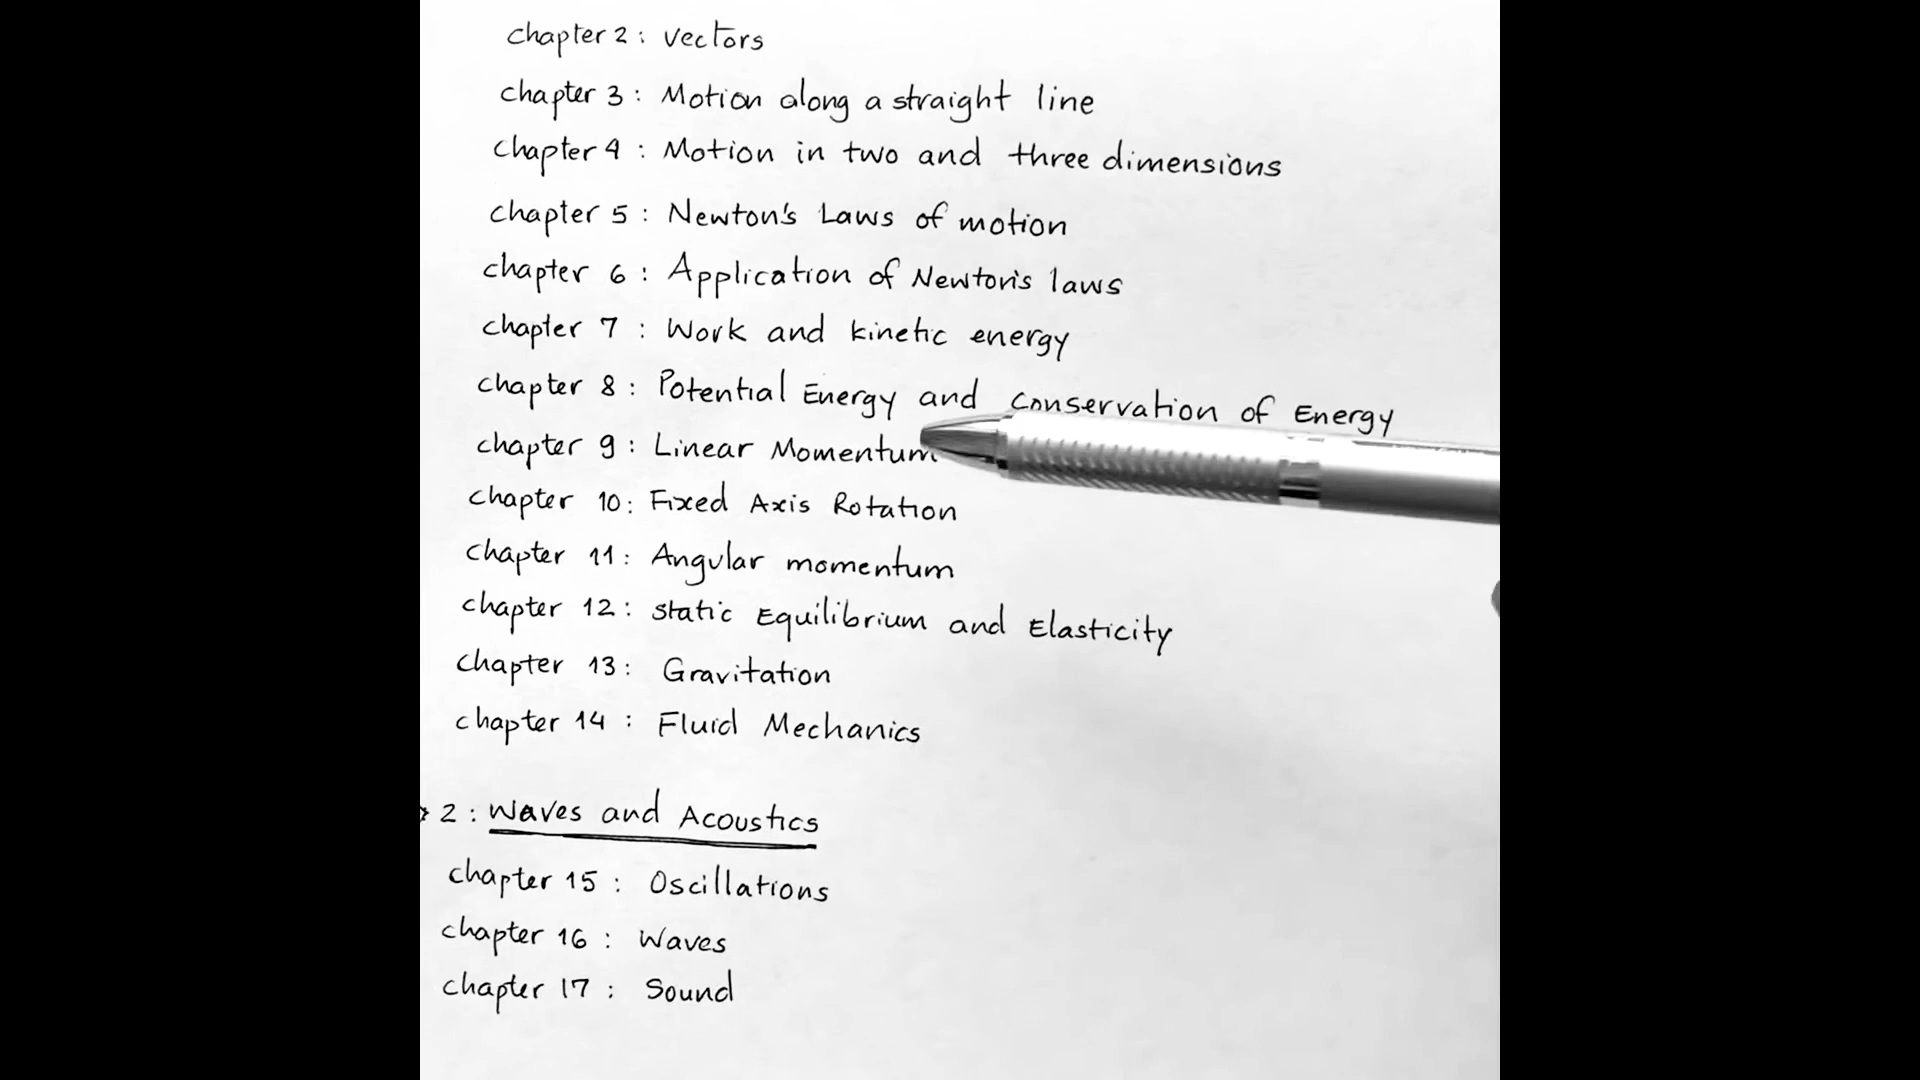 chapter 2 : vectors
chapter 3 : Motion along a straight line
chapter 4 : Motion in two and three dimensions
chapter 5 : Newton's Laws of motion
chapter 6 : Application of Newton's laws
chapter 7 : Work and kinetic energy
chapter 8 : Potential Energy and conservation of Energy
chapter 9 : Linear Momentum
chapter 10 : Fixed Axis Rotation
chapter 11 : Angular momentum
chapter 12 : Static Equilibrium and Elasticity
chapter 13 : Gravitation
chapter 14 : Fluid Mechanics
2 : Waves and Acoustics
chapter 15 : Oscillations
chapter 16 : Waves
chapter 17 : Sound